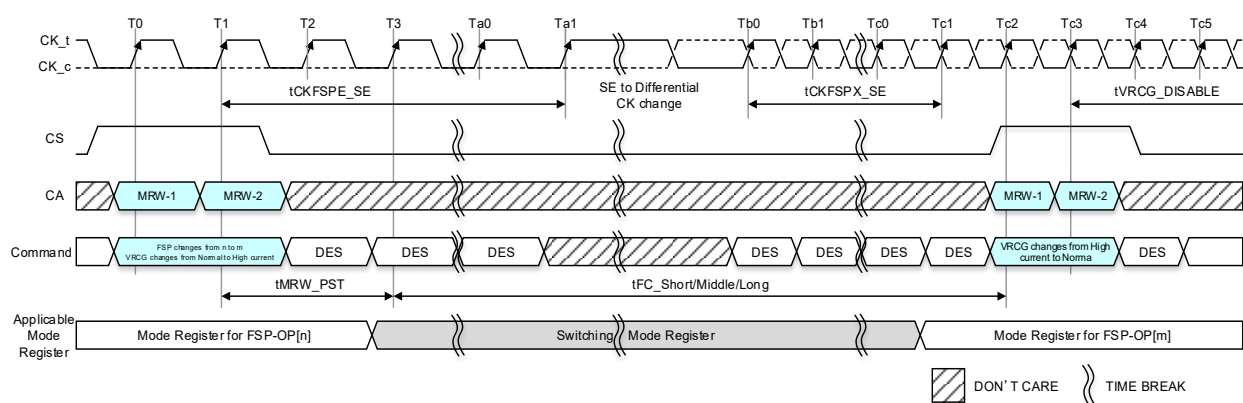 T0 T1 T2 T3 Ta0 Ta1 Tb0 Tb1 Tc0 Tc1 Tc2 Tc3 Tc4 Tc5
CK_t
CK_c
tCKFSPE_SE
SE to Differential
CK change
tCKFSPX_SE
tVRCG_DISABLE
CS
CA
MRW-1 MRW-2 MRW-1 MRW-2
Command
FSP changes from n to m
VRCG changes from Normal to High current
DES DES DES DES DES DES DES
VRCG changes from High
current to Norma
DES
tMRW_PST
tFC_Short/Middle/Long
Applicable
Mode
Register
Mode Register for FSP-OP[n]
Switching Mode Register
Mode Register for FSP-OP[m]
DON'T CARE
TIME BREAK